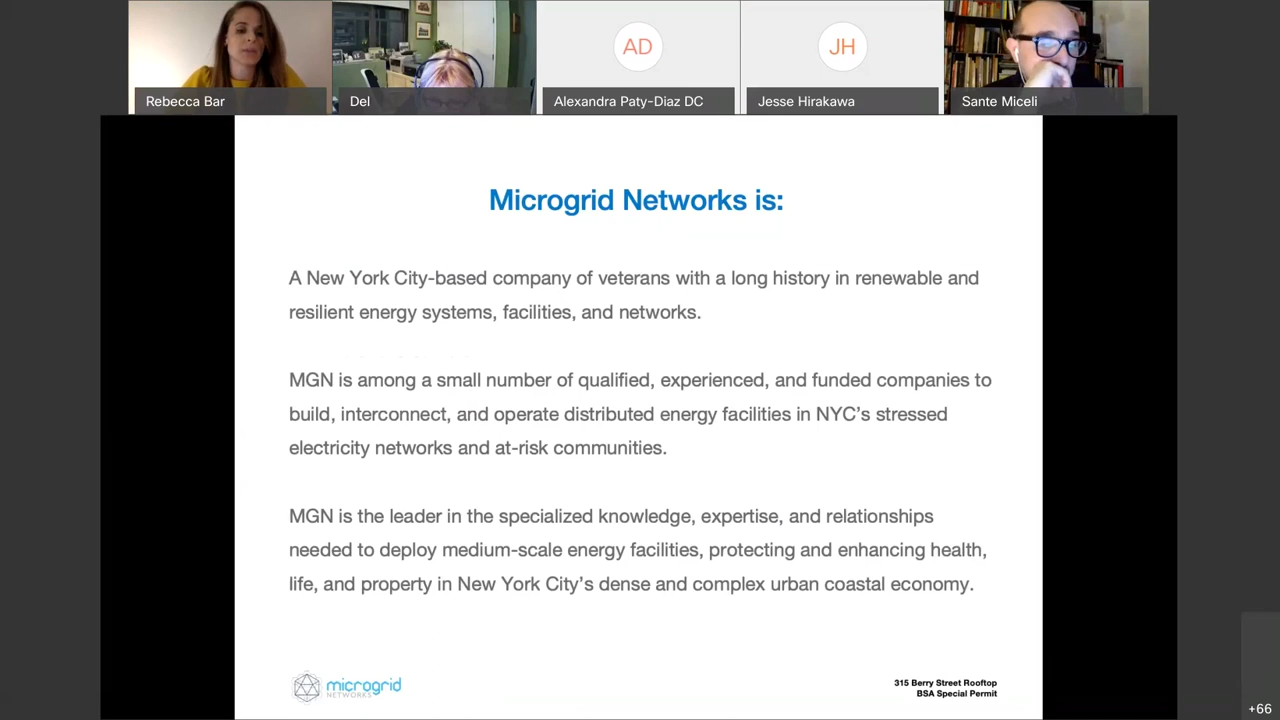 AD
JH
Rebecca Bar
Del
Alexandra Paty-Diaz DC
Jesse Hirakawa
Sante Miceli
Microgrid Networks is:
A New York City-based company of veterans with a long history in renewable and
resilient energy systems, facilities, and networks.
MGN is among a small number of qualified, experienced, and funded companies to
build, interconnect, and operate distributed energy facilities in NYC’s stressed
electricity networks and at-risk communities.
MGN is the leader in the specialized knowledge, expertise, and relationships
needed to deploy medium-scale energy facilities, protecting and enhancing health,
life, and property in New York City’s dense and complex urban coastal economy.
microgrid
NETWORKS
315 Berry Street Rooftop
BSA Special Permit
+66